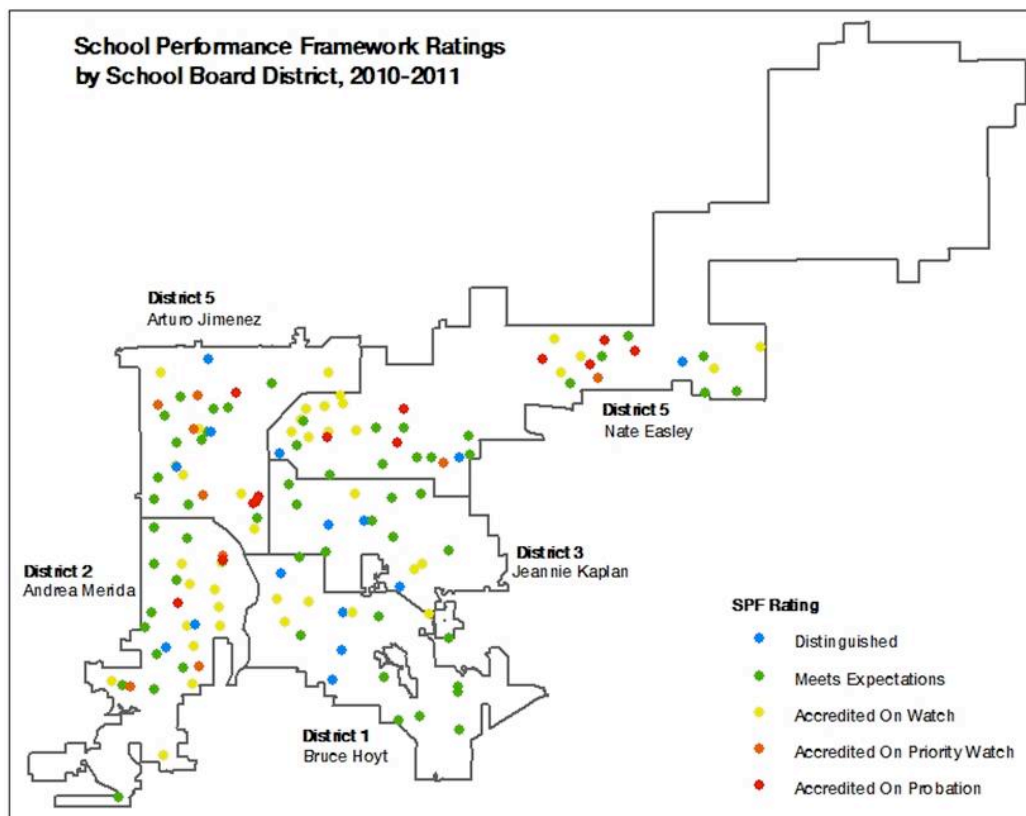 School Performance Framework Ratings
by School Board District, 2010-2011
District 5
Arturo Jimenez
District 5
Nate Easley
District 3
Jeannie Kaplan
District 2
Andrea Merida
District 1
Bruce Hoyt
SPF Rating
Distinguished
Meets Expectations
Accredited On Watch
Accredited On Priority Watch
Accredited On Probation